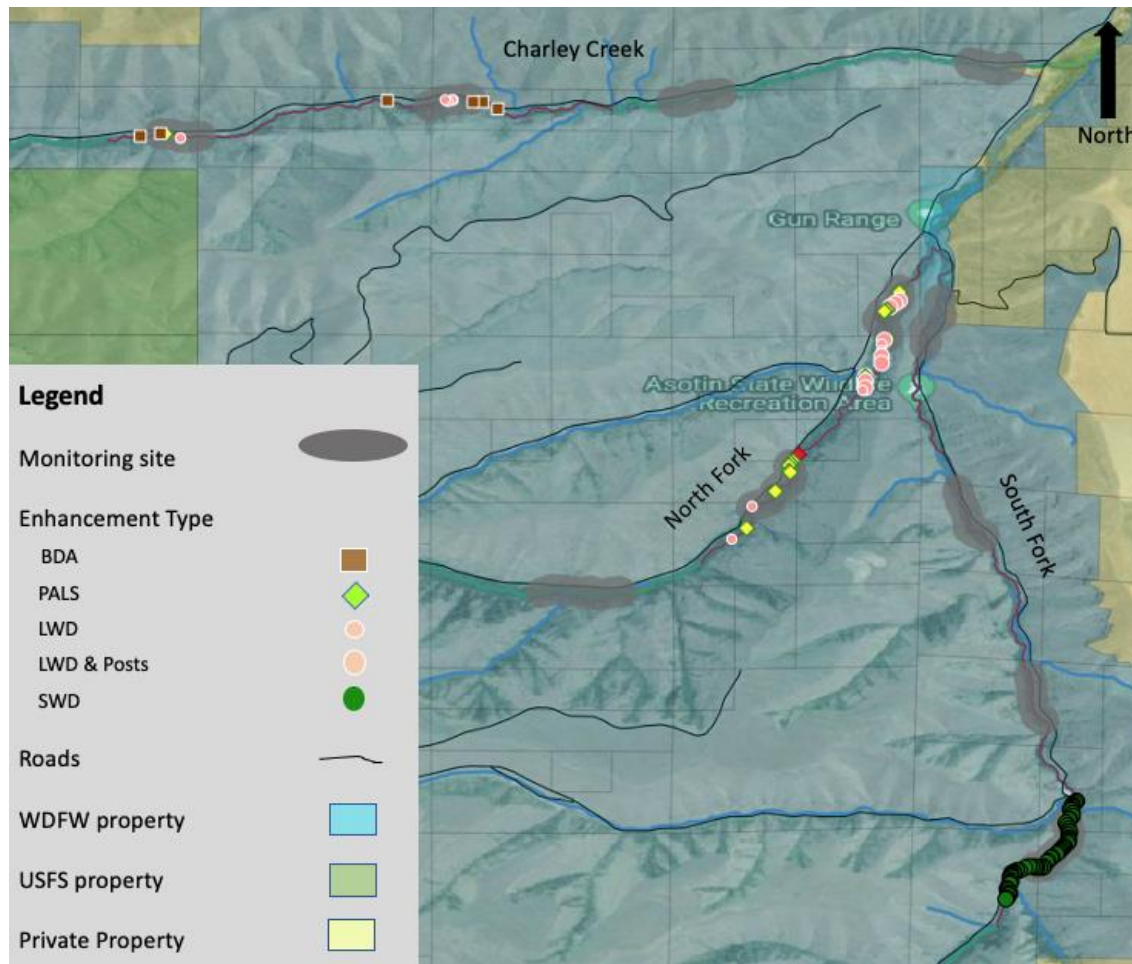 Charley Creek
North
Gun Range
Asotin State Wildlife
Recreation Area
North Fork
South Fork
Legend
Monitoring site
Enhancement Type
BDA
PALS
LWD
LWD & Posts
SWD
Roads
WDFW property
USFS property
Private Property